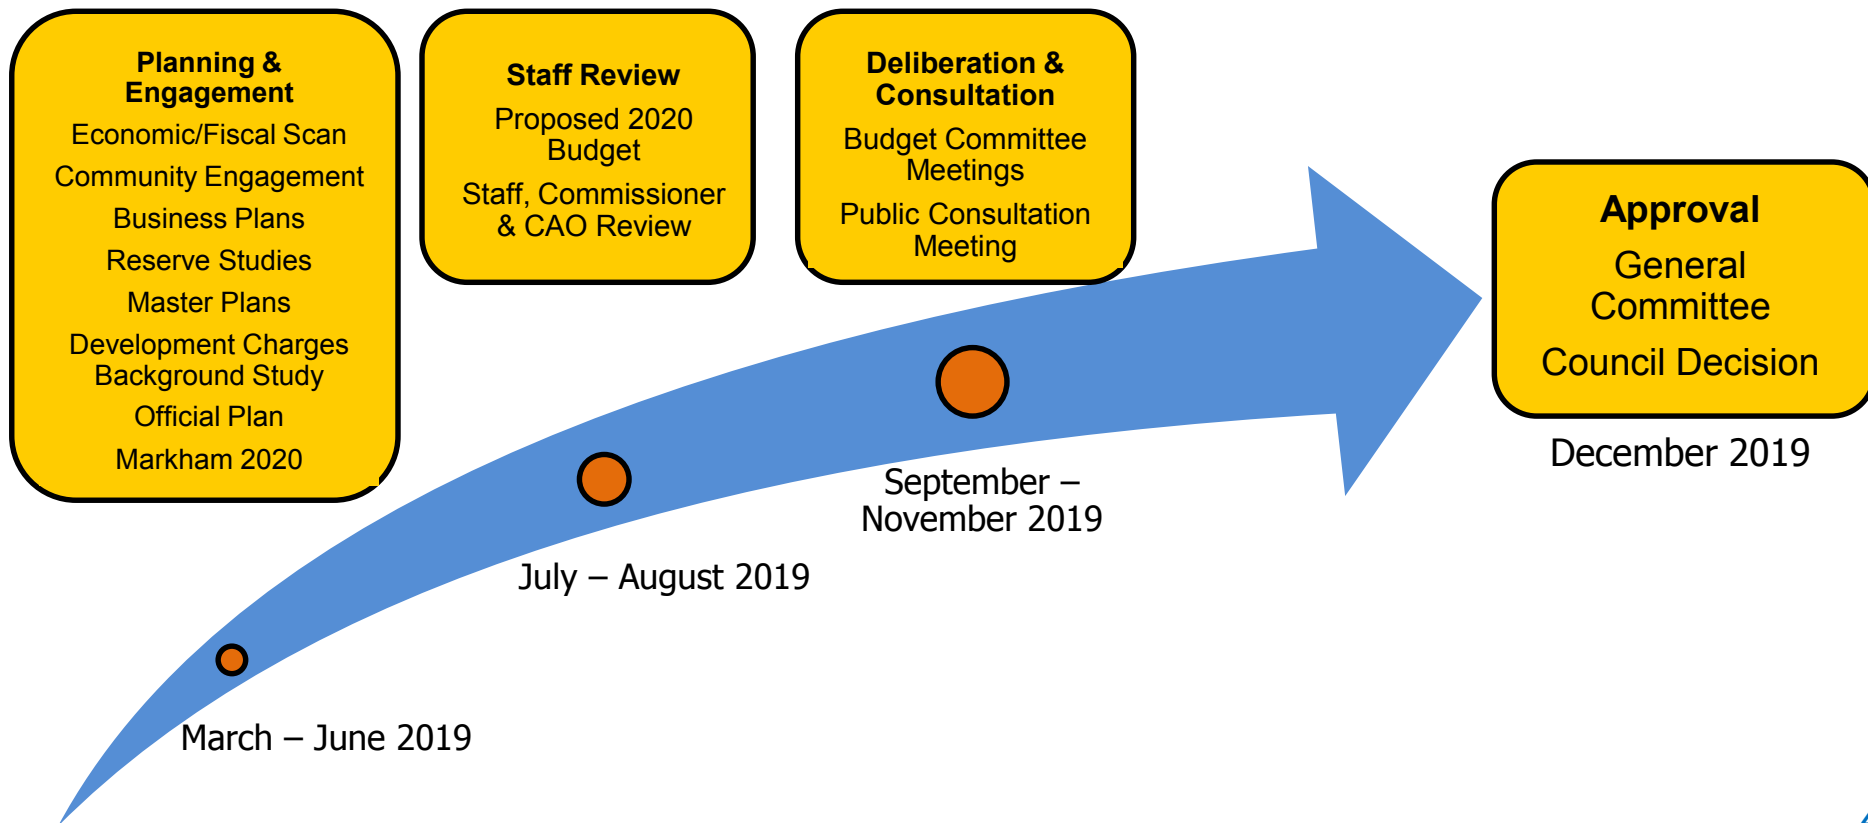 Planning &
Engagement
Economic/Fiscal Scan
Community Engagement
Business Plans
Reserve Studies
Master Plans
Development Charges
Background Study
Official Plan
Markham 2020
Staff Review
Proposed 2020
Budget
Staff, Commissioner
& CAO Review
Deliberation &
Consultation
Budget Committee
Meetings
Public Consultation
Meeting
Approval
General
Committee
Council Decision
March – June 2019
July – August 2019
September –
November 2019
December 2019